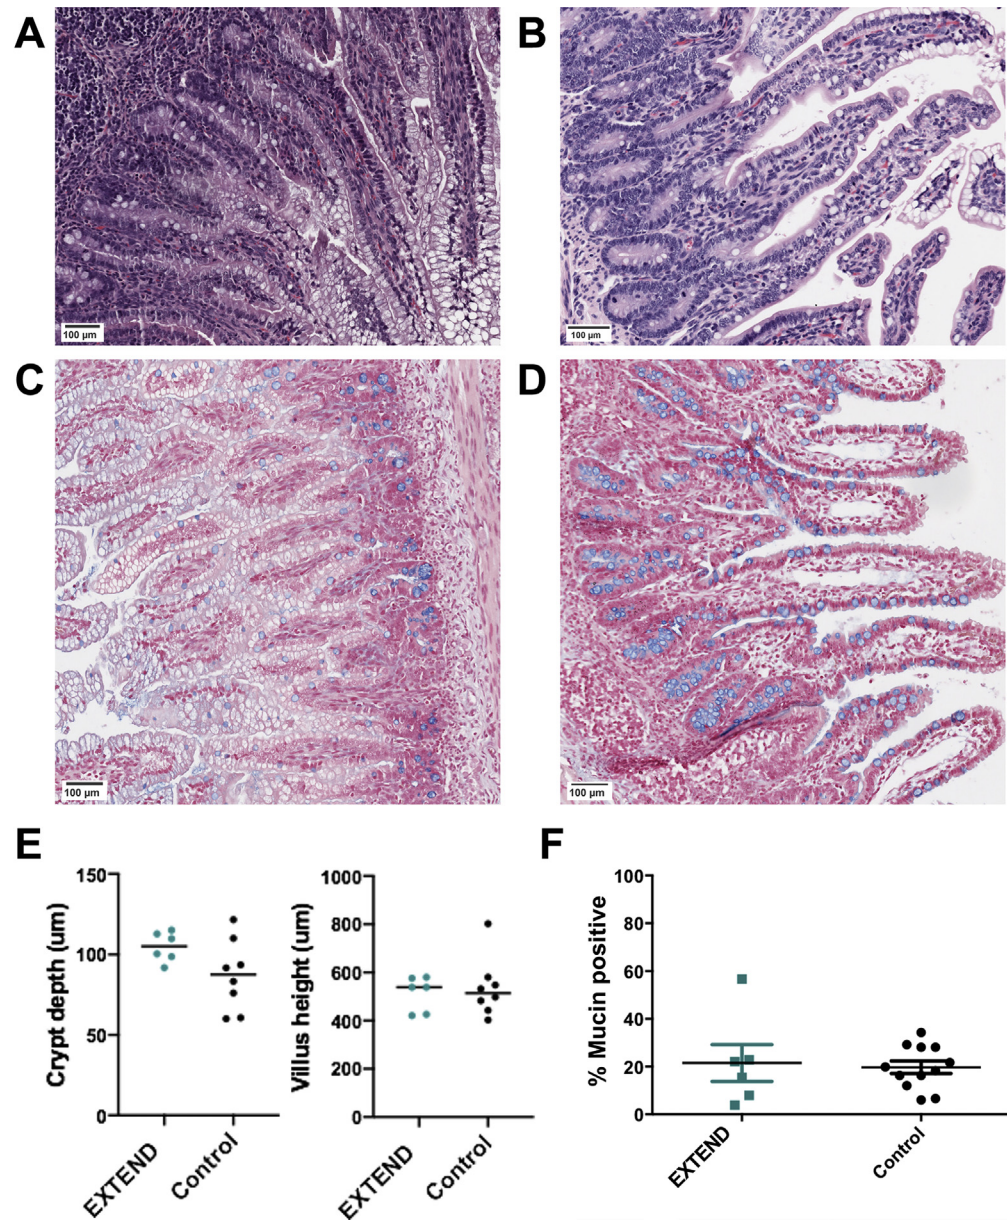 A
B
100 µm
100 µm
C
D
100 µm
100 µm
E
F
150
100
50
0
Crypt depth (um)
EXTEND
Control
1000
800
600
400
200
0
Villus height (um)
EXTEND
Control
100
80
60
40
20
0
% Mucin positive
EXTEND
Control